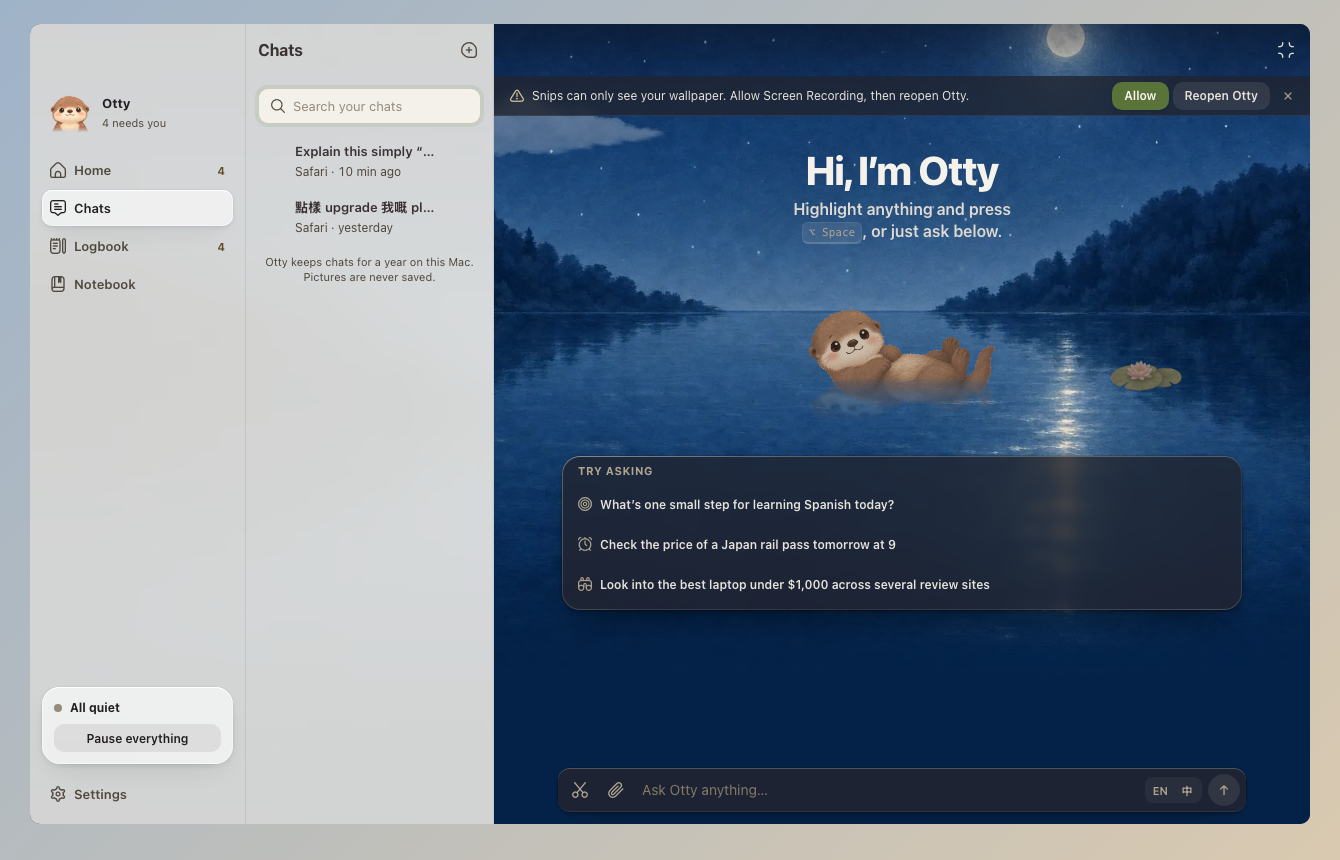 Otty
4 needs you
Home 4
Chats
Logbook 4
Notebook
All quiet
Pause everything
Settings
Chats
Search your chats
Explain this simply “…
Safari · 10 min ago
點樣 upgrade 我嘅 pl…
Safari · yesterday
Otty keeps chats for a year on this Mac.
Pictures are never saved.
Snips can only see your wallpaper. Allow Screen Recording, then reopen Otty.
Allow
Reopen Otty
Hi, I’m Otty
Highlight anything and press
⌥ Space, or just ask below.
TRY ASKING
What’s one small step for learning Spanish today?
Check the price of a Japan rail pass tomorrow at 9
Look into the best laptop under $1,000 across several review sites
Ask Otty anything…
EN 中